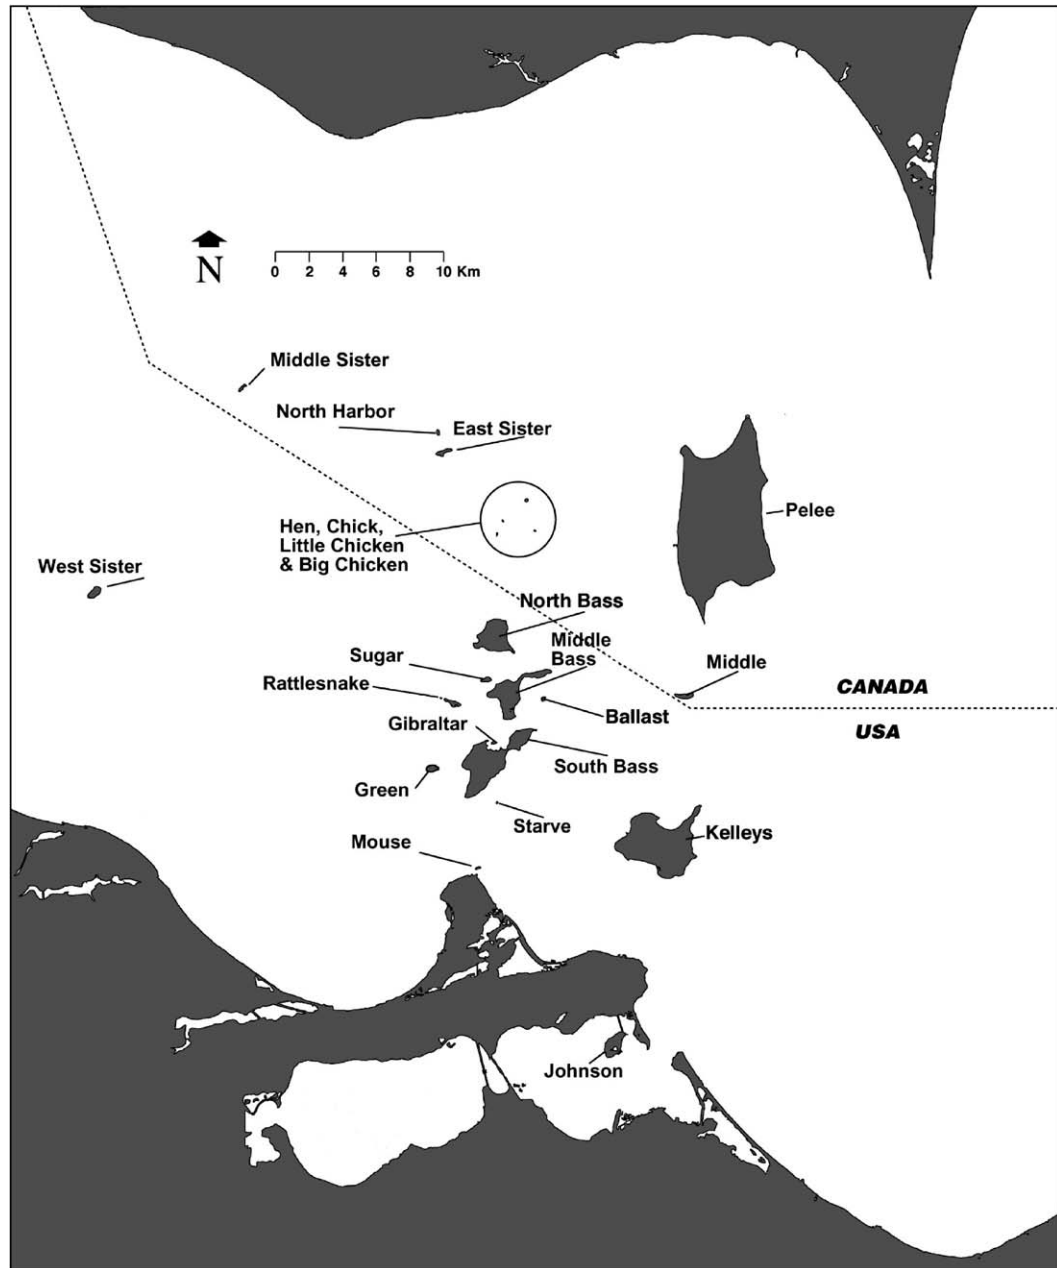 N
0 2 4 6 8 10 Km
Middle Sister
North Harbor
East Sister
Pelee
Hen, Chick,
Little Chicken
& Big Chicken
West Sister
North Bass
Middle
Bass
Sugar
Middle
Rattlesnake
CANADA
Ballast
Gibraltar
USA
South Bass
Green
Starve
Kelleys
Mouse
Johnson